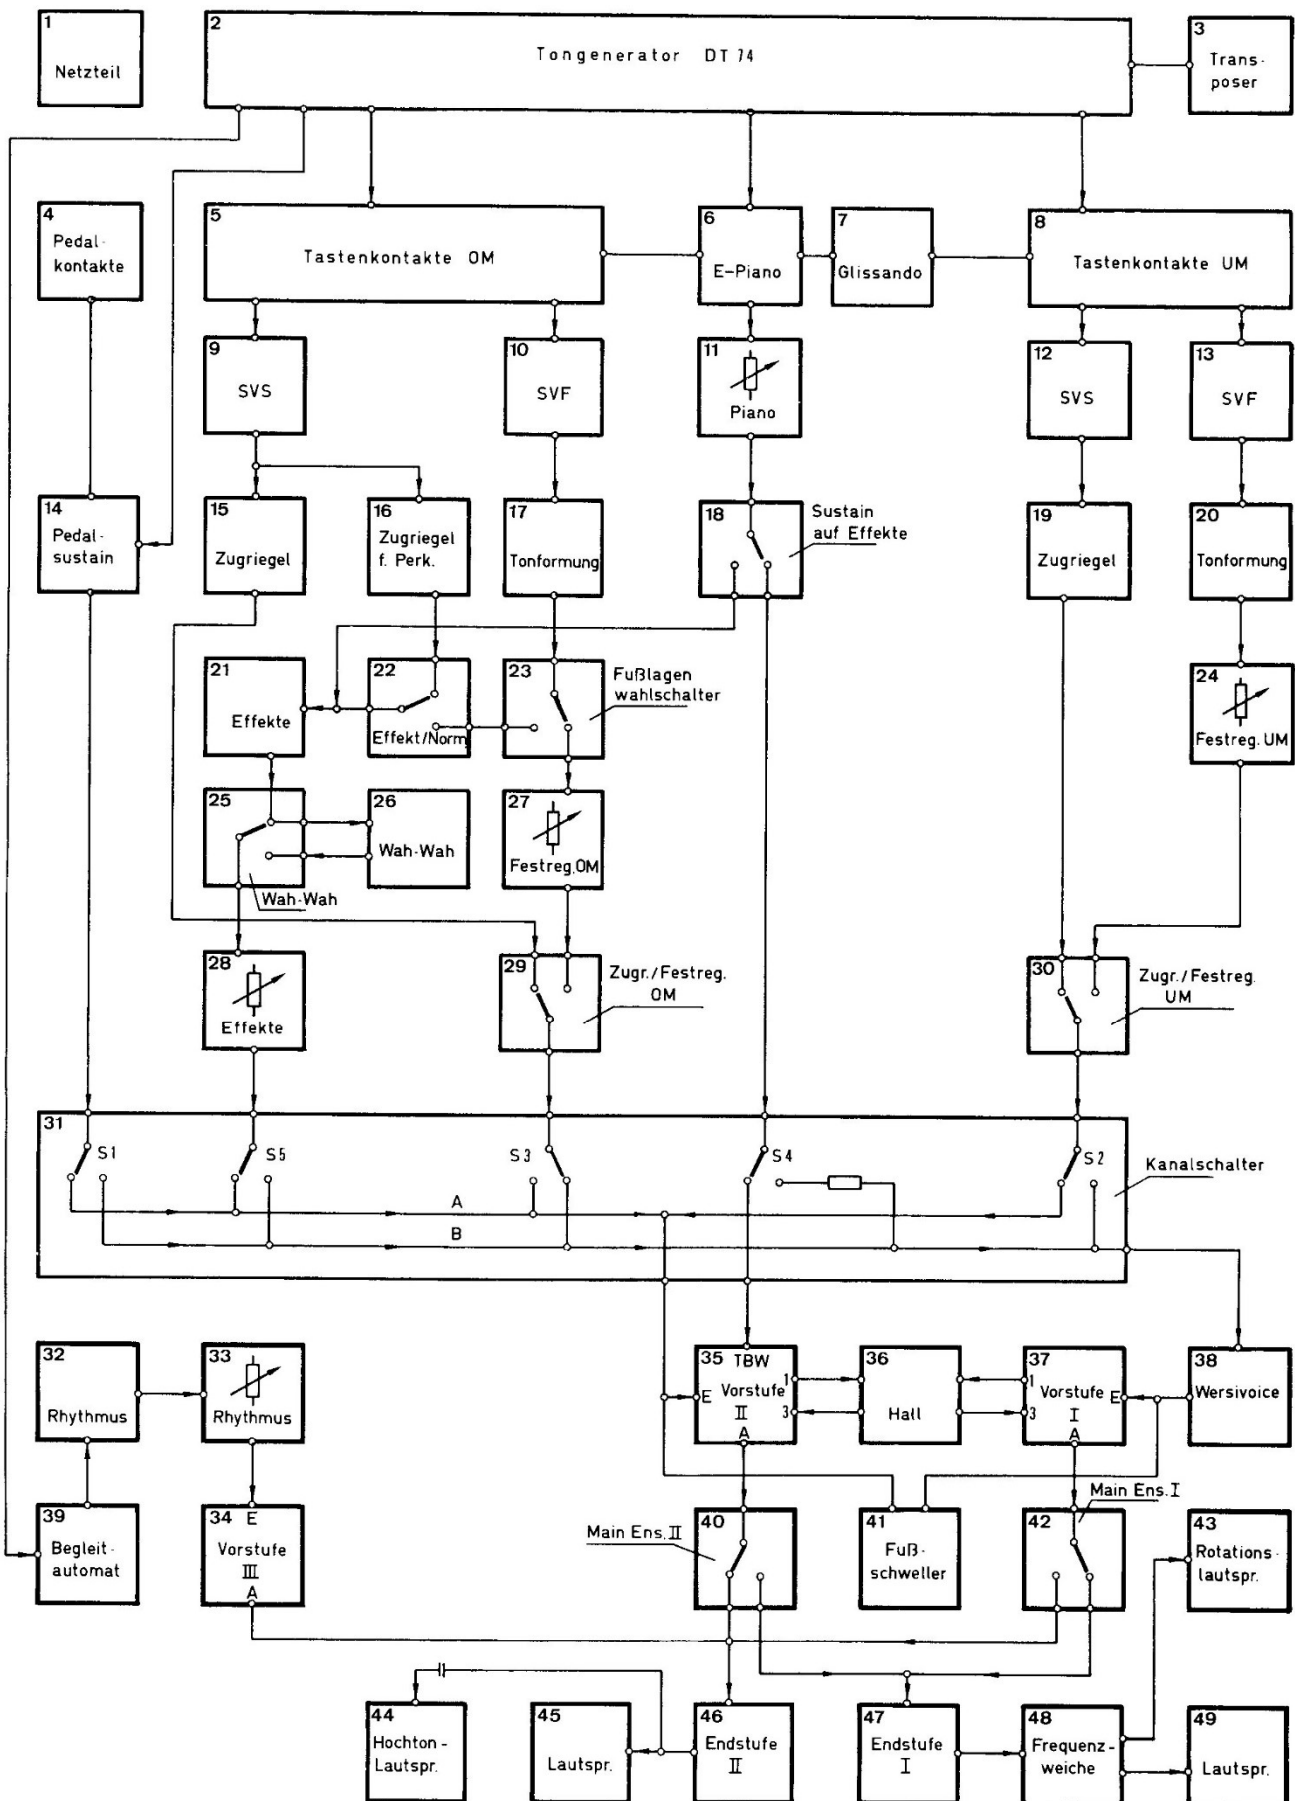 1
Netzteil
2
Tongenerator DT 74
3
Trans-
poser
4
Pedal-
kontakte
5
Tastenkontakte OM
6
E-Piano
7
Glissando
8
Tastenkontakte UM
9
SVS
10
SVF
11
Piano
12
SVS
13
SVF
14
Pedal-
sustain
15
Zugriegel
16
Zugriegel
f. Perk.
17
Tonformung
18
Sustain
auf Effekte
19
Zugriegel
20
Tonformung
21
Effekte
22
Effekt/Norm
23
Fußlagen
wahlschalter
24
Festreg. UM
25
Wah-Wah
26
Wah-Wah
27
Festreg. OM
28
Effekte
29
Zugr./Festreg.
OM
30
Zugr./Festreg.
UM
31
S1
S5
S3
S4
S2
Kanalschalter
A
B
32
Rhythmus
33
Rhythmus
35 TBW
E
Vorstufe
II
A
1
3
36
Hall
37
1
3
Vorstufe
I
A
E
38
Wersivoice
39
Begleit-
automat
34 E
Vorstufe
III
A
Main Ens. II
40
41
Fuß-
schweller
Main Ens. I
42
43
Rotations-
lautspr.
44
Hochton-
Lautspr.
45
Lautspr.
46
Endstufe
II
47
Endstufe
I
48
Frequenz-
weiche
49
Lautspr.